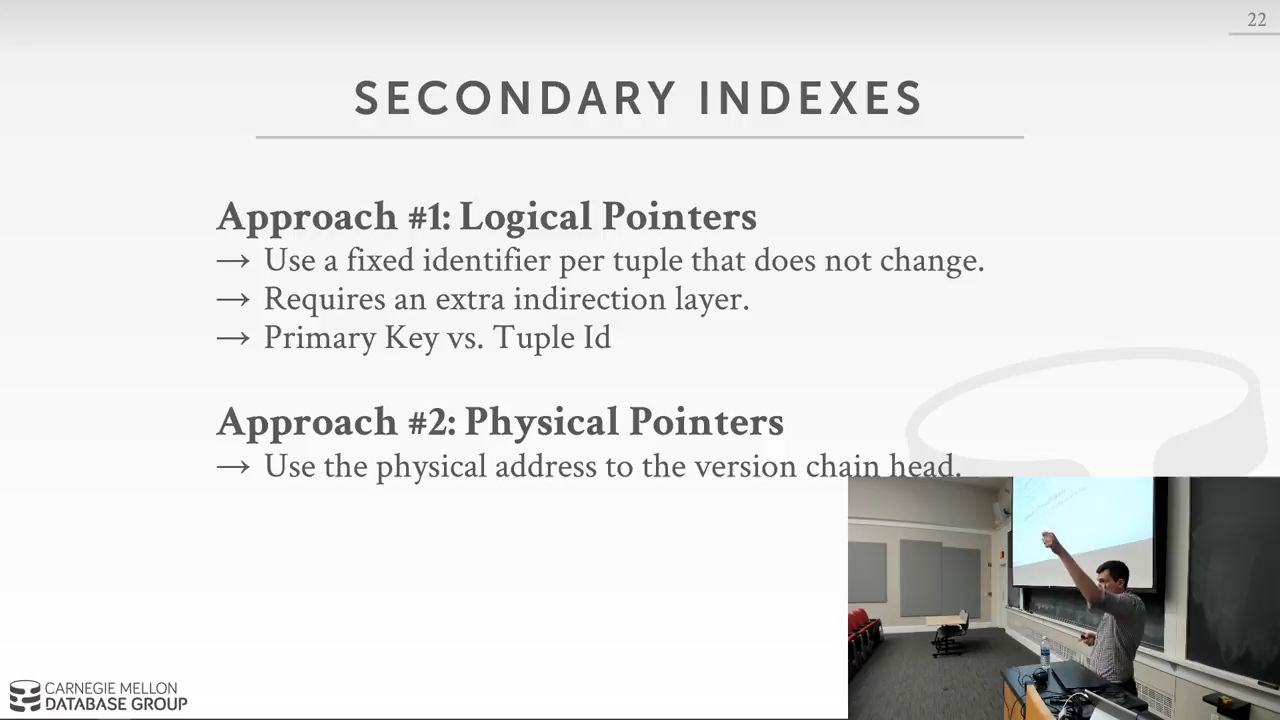 22
SECONDARY INDEXES
Approach #1: Logical Pointers
→ Use a fixed identifier per tuple that does not change.
→ Requires an extra indirection layer.
→ Primary Key vs. Tuple Id
Approach #2: Physical Pointers
→ Use the physical address to the version chain head.
CARNEGIE MELLON
DATABASE GROUP